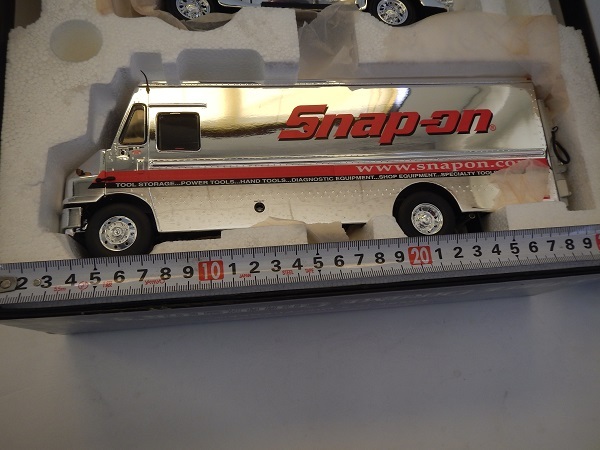 Snap-on®
www.snapon.co
TOOL STORAGE...POWER TOOLS...HAND TOOLS...DIAGNOSTIC EQUIPMENT...SHOP EQUIPMENT...SPECIALTY TOOLS
2 3 4 5 6 7 8 9 10 1 2 3 4 5 6 7 8 9 20 1 2 3 4 5 6 7 8 9